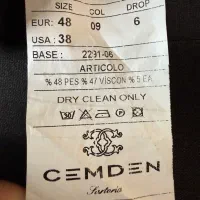 SIZE COL DROP
EUR: 48 09 6
USA: 38
BASE: 2291-06
ARTICOLO
% 48 PES % 47 VISCON % 5 EA
DRY CLEAN ONLY
CEMDEN
Sartoria